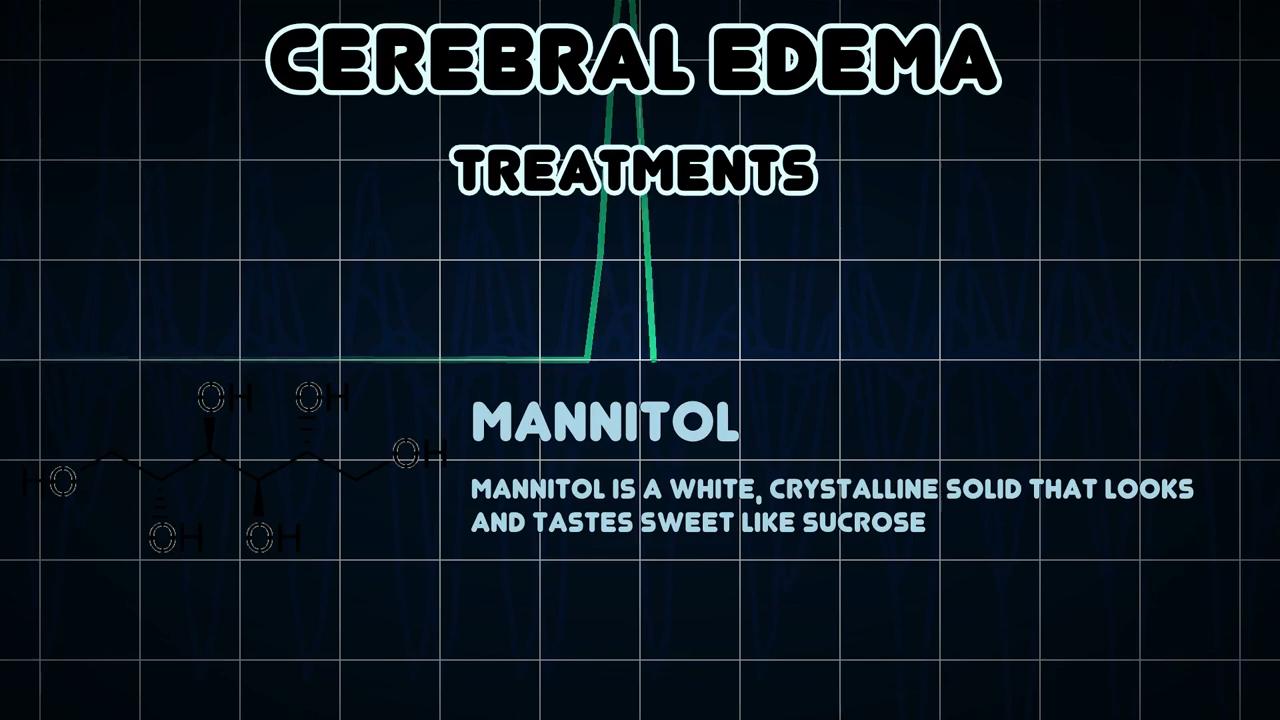 CEREBRAL EDEMA
TREATMENTS
OH OH
HO OH
OH OH
MANNITOL
MANNITOL IS A WHITE, CRYSTALLINE SOLID THAT LOOKS
AND TASTES SWEET LIKE SUCROSE